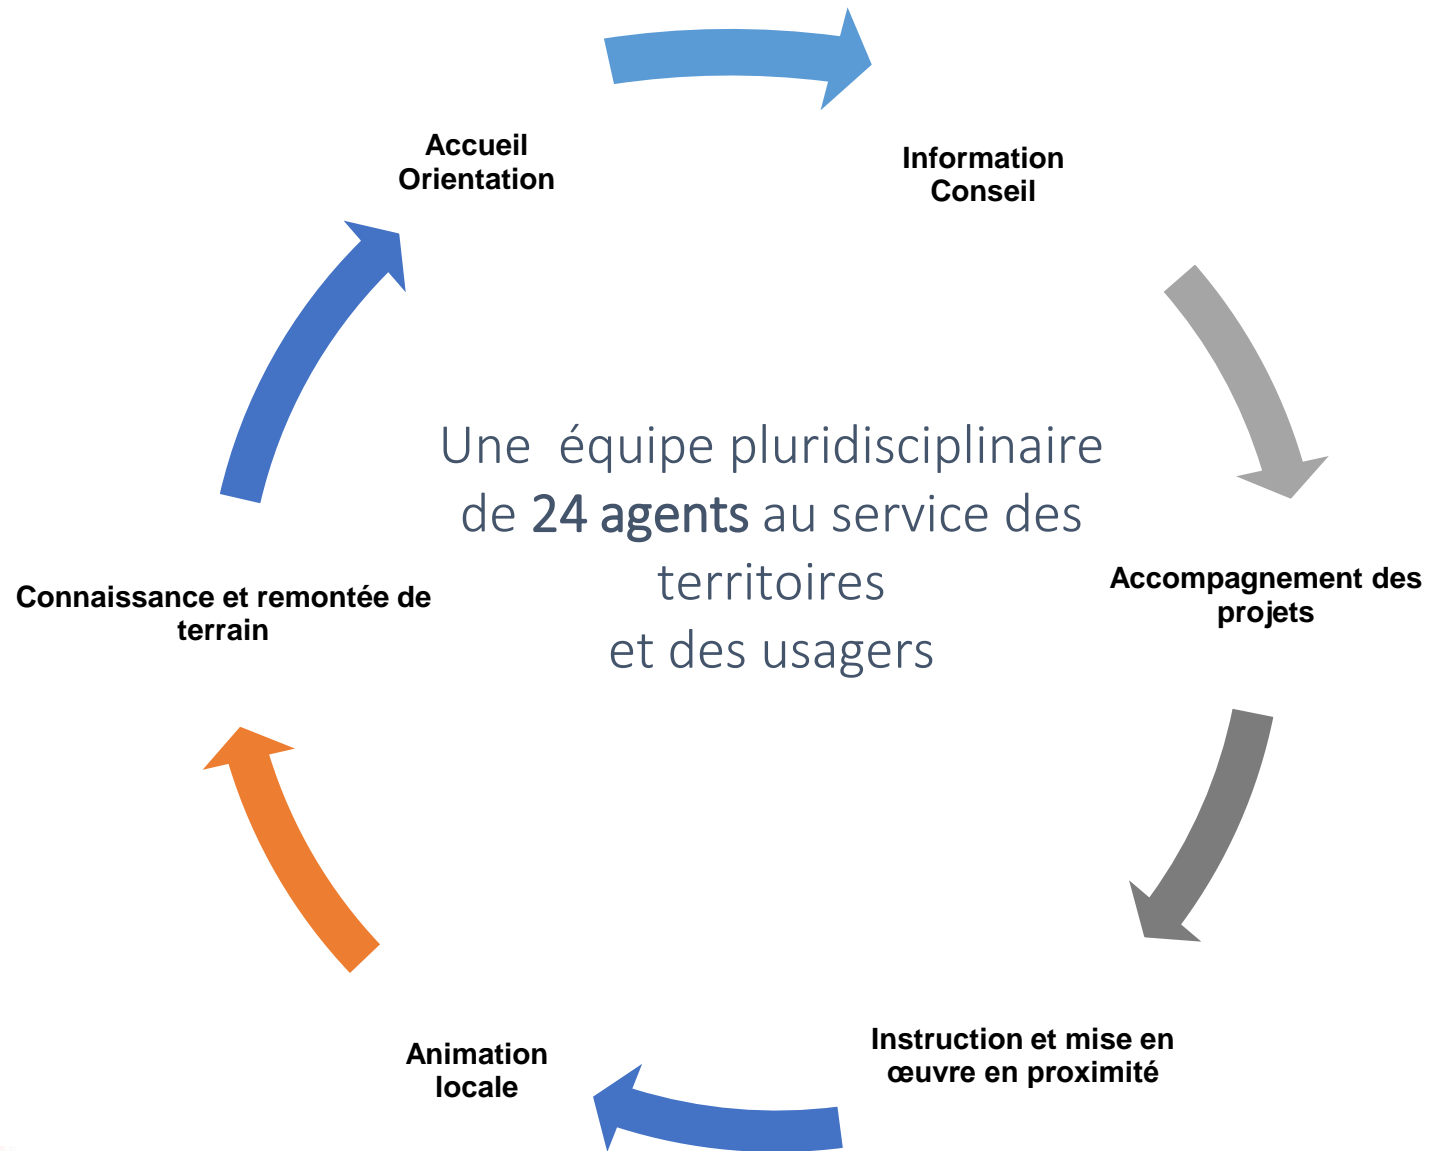 Accueil
Orientation
Information
Conseil
Une  équipe pluridisciplinaire
de 24 agents au service des
territoires
et des usagers
Accompagnement des
projets
Connaissance et remontée de
terrain
Instruction et mise en
œuvre en proximité
Animation
locale